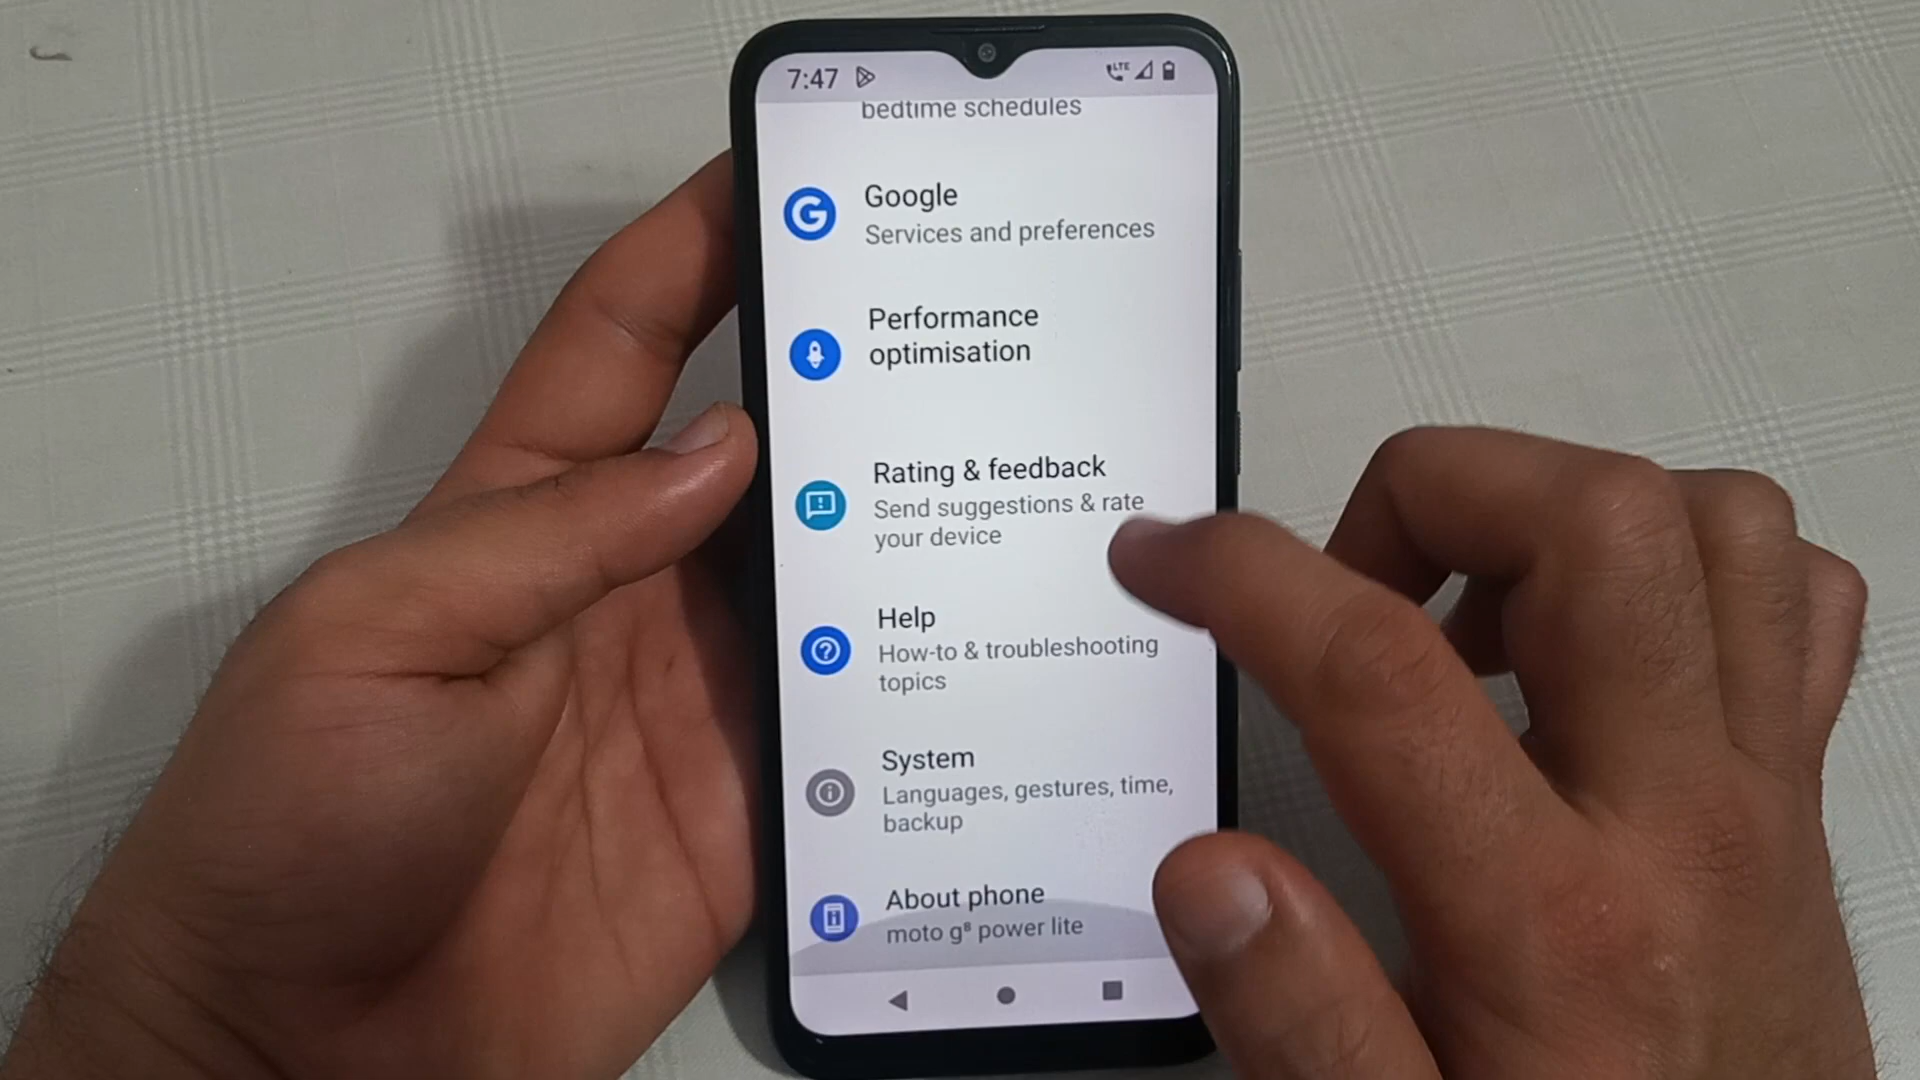 7:47
LTE
bedtime schedules
Google
Services and preferences
Performance
optimisation
Rating & feedback
Send suggestions & rate
your device
Help
How-to & troubleshooting
topics
System
Languages, gestures, time,
backup
About phone
moto g⁸ power lite